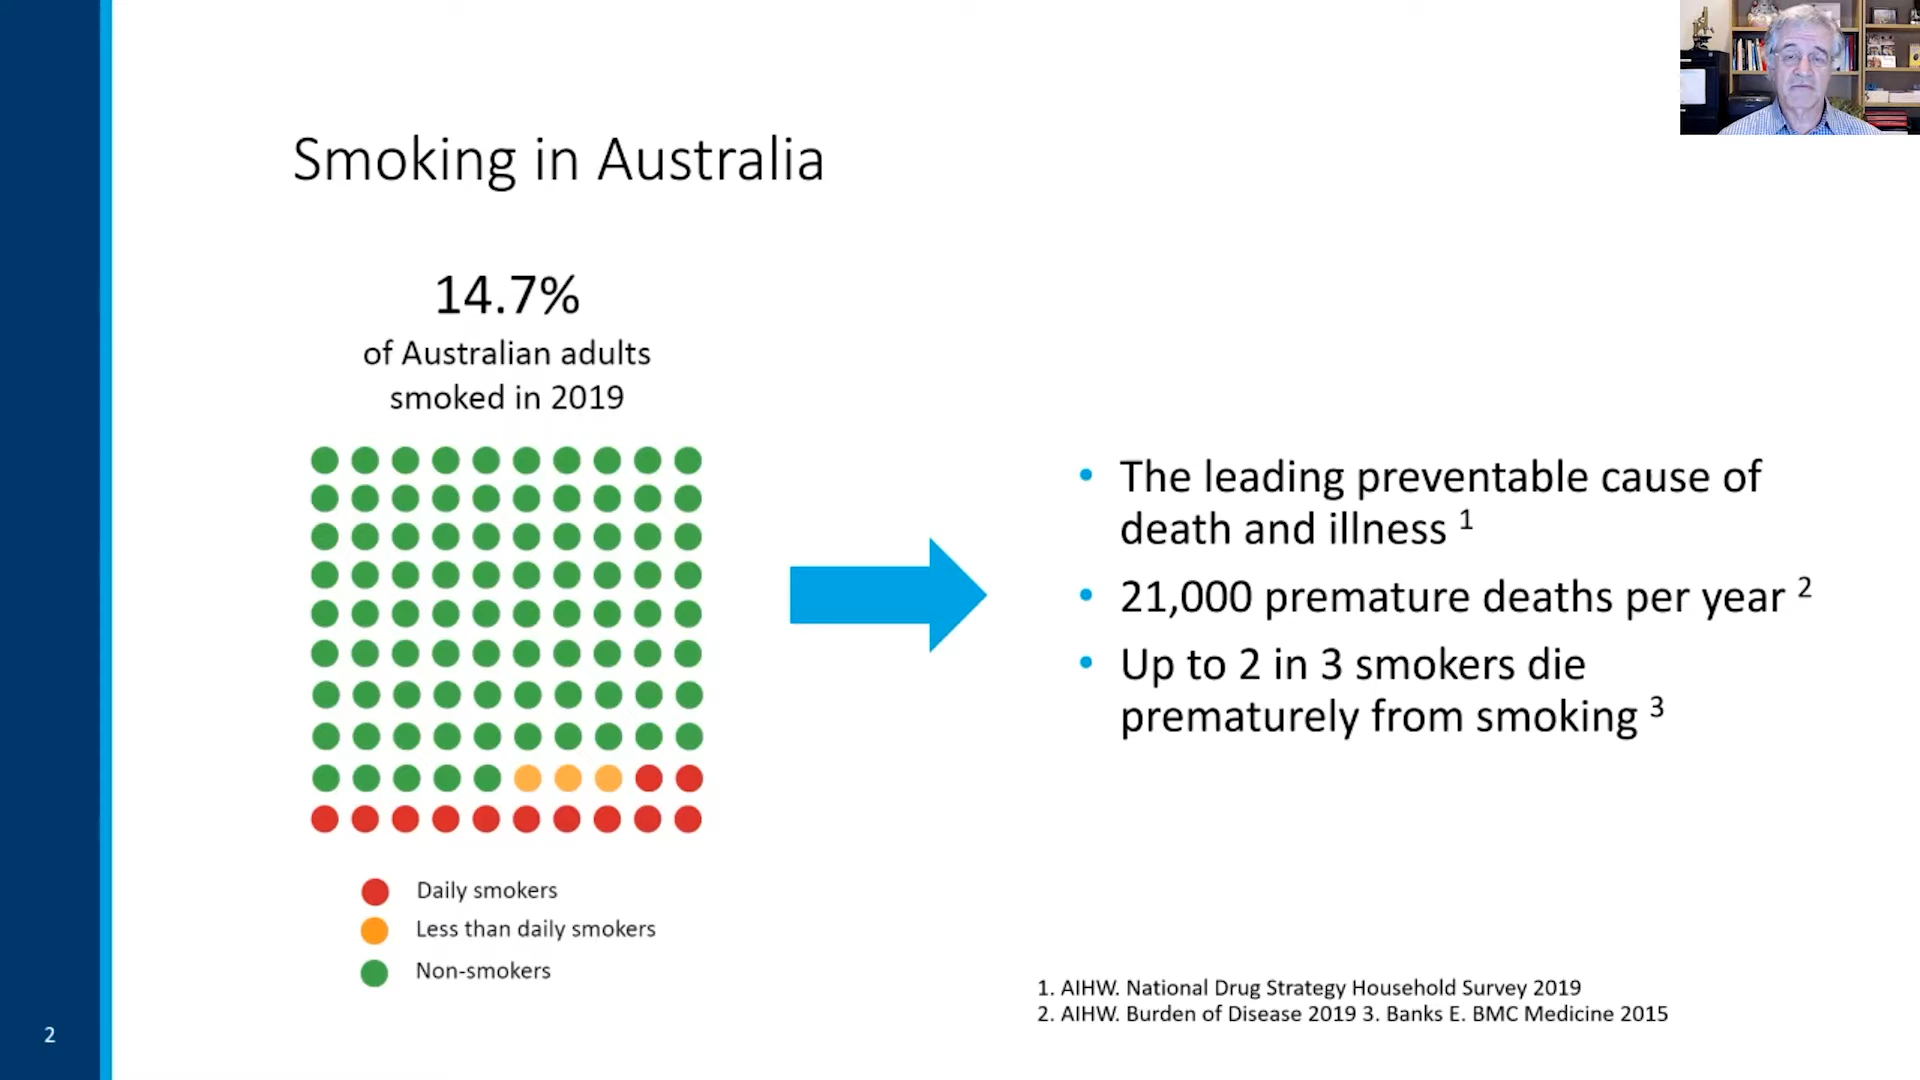 Smoking in Australia
14.7%
of Australian adults
smoked in 2019
Daily smokers
Less than daily smokers
Non-smokers
• The leading preventable cause of
death and illness 1
• 21,000 premature deaths per year 2
• Up to 2 in 3 smokers die
prematurely from smoking 3
1. AIHW. National Drug Strategy Household Survey 2019
2. AIHW. Burden of Disease 2019 3. Banks E. BMC Medicine 2015
2